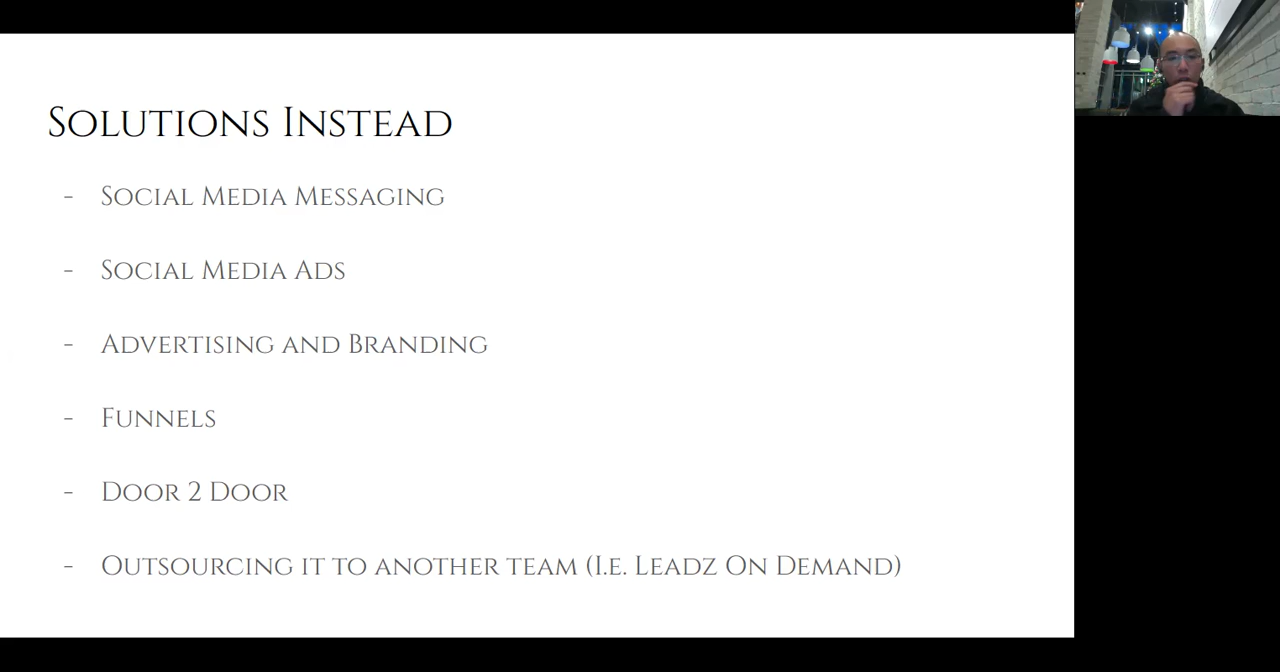 Solutions Instead
- Social Media Messaging
- Social Media Ads
- Advertising and Branding
- Funnels
- Door 2 Door
- Outsourcing it to another team (I.e. Leadz On Demand)